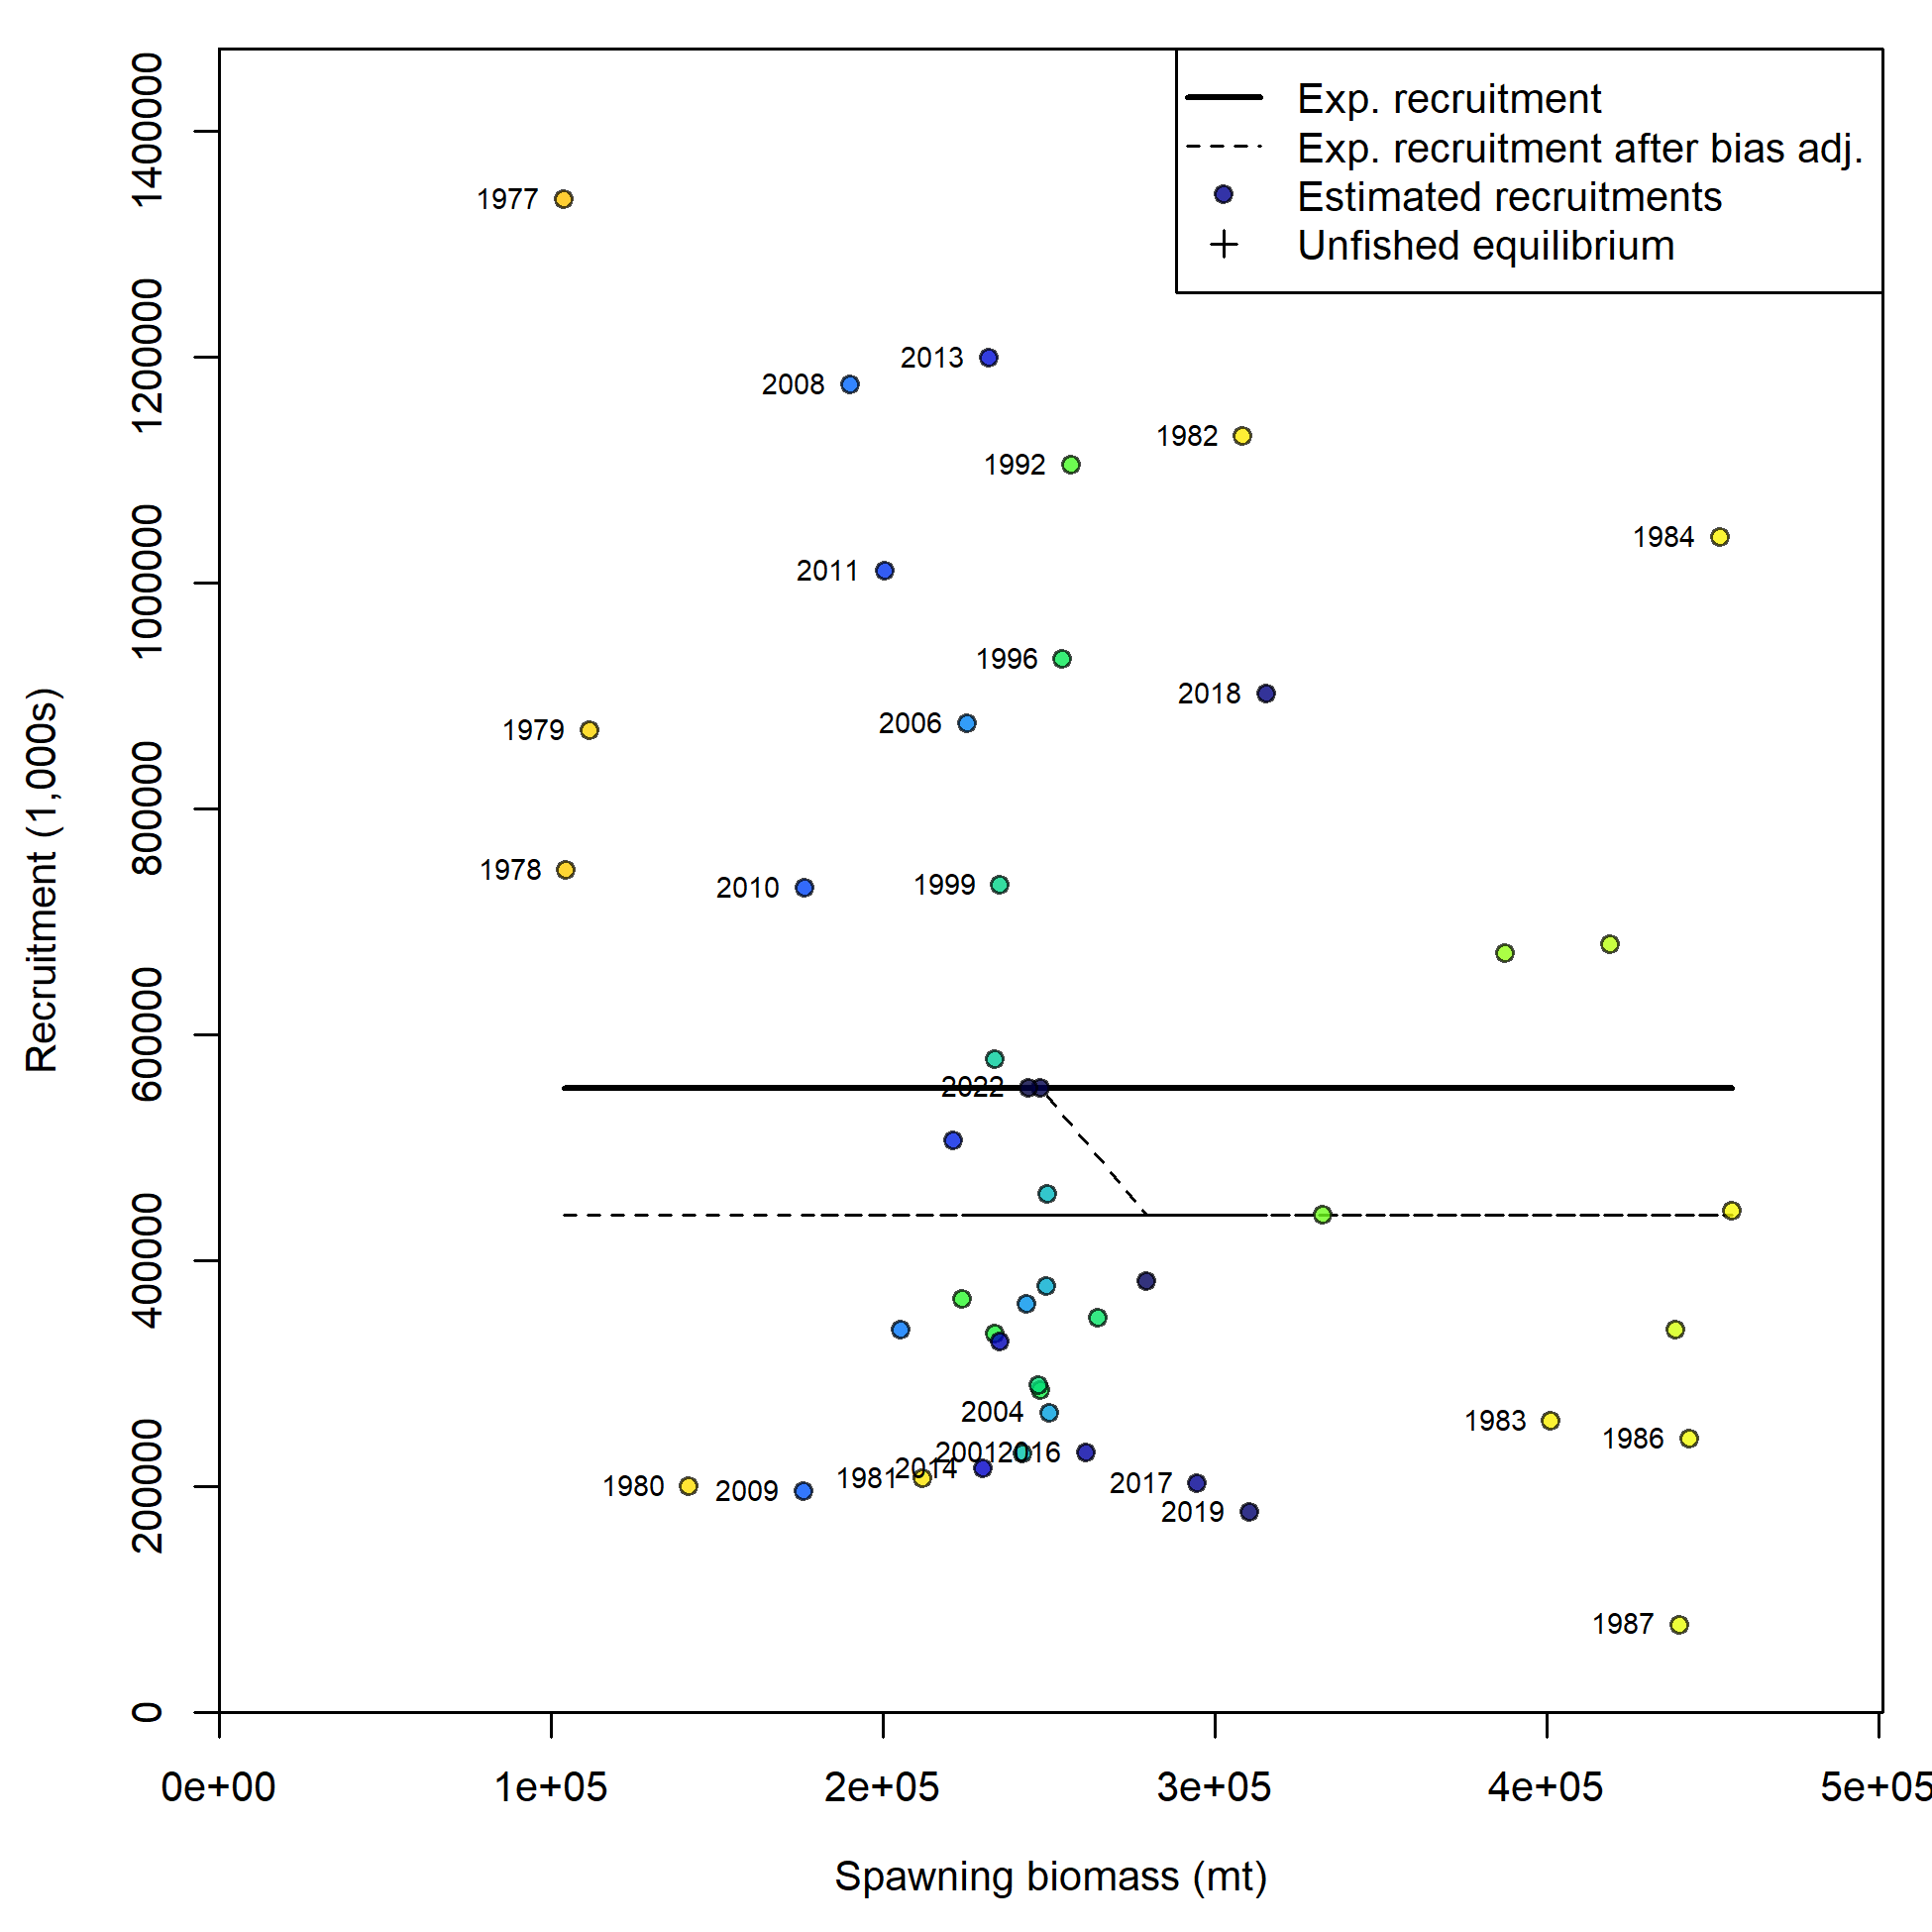 Exp. recruitment
Exp. recruitment after bias adj.
Estimated recruitments
Unfished equilibrium
1400000
1200000
1000000
800000
600000
400000
200000
0
Recruitment (1,000s)
1977
2013
2008
1982
1992
1984
2011
1996
2018
2006
1979
1978
2010
1999
2022
2004
1983
1986
2001
2016
2014
1981
1980
2009
2017
2019
1987
0e+00
1e+05
2e+05
3e+05
4e+05
5e+05
Spawning biomass (mt)